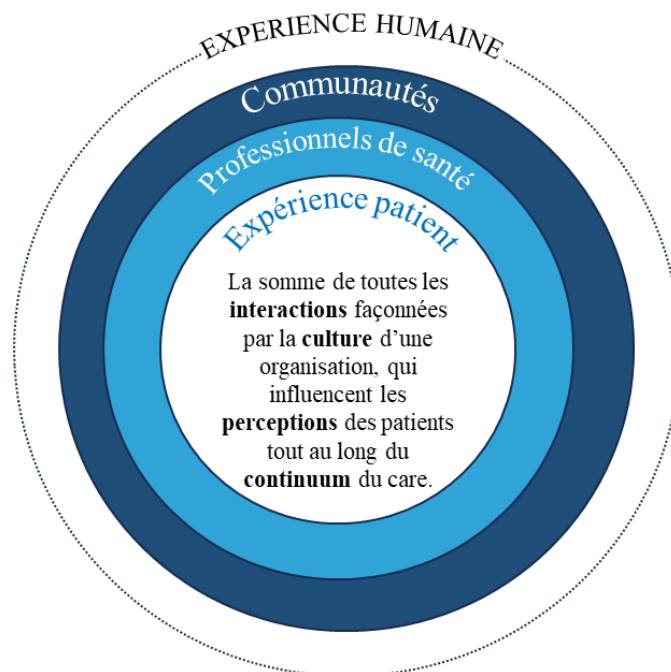 EXPERIENCE HUMAINE
Communautés
Professionnels de santé
Expérience patient
La somme de toutes les
interactions façonnées
par la culture d’une
organisation, qui
influencent les
perceptions des patients
tout au long du
continuum du care.